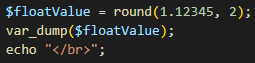 $floatValue = round(1.12345, 2);
var_dump($floatValue);
echo "</br>";